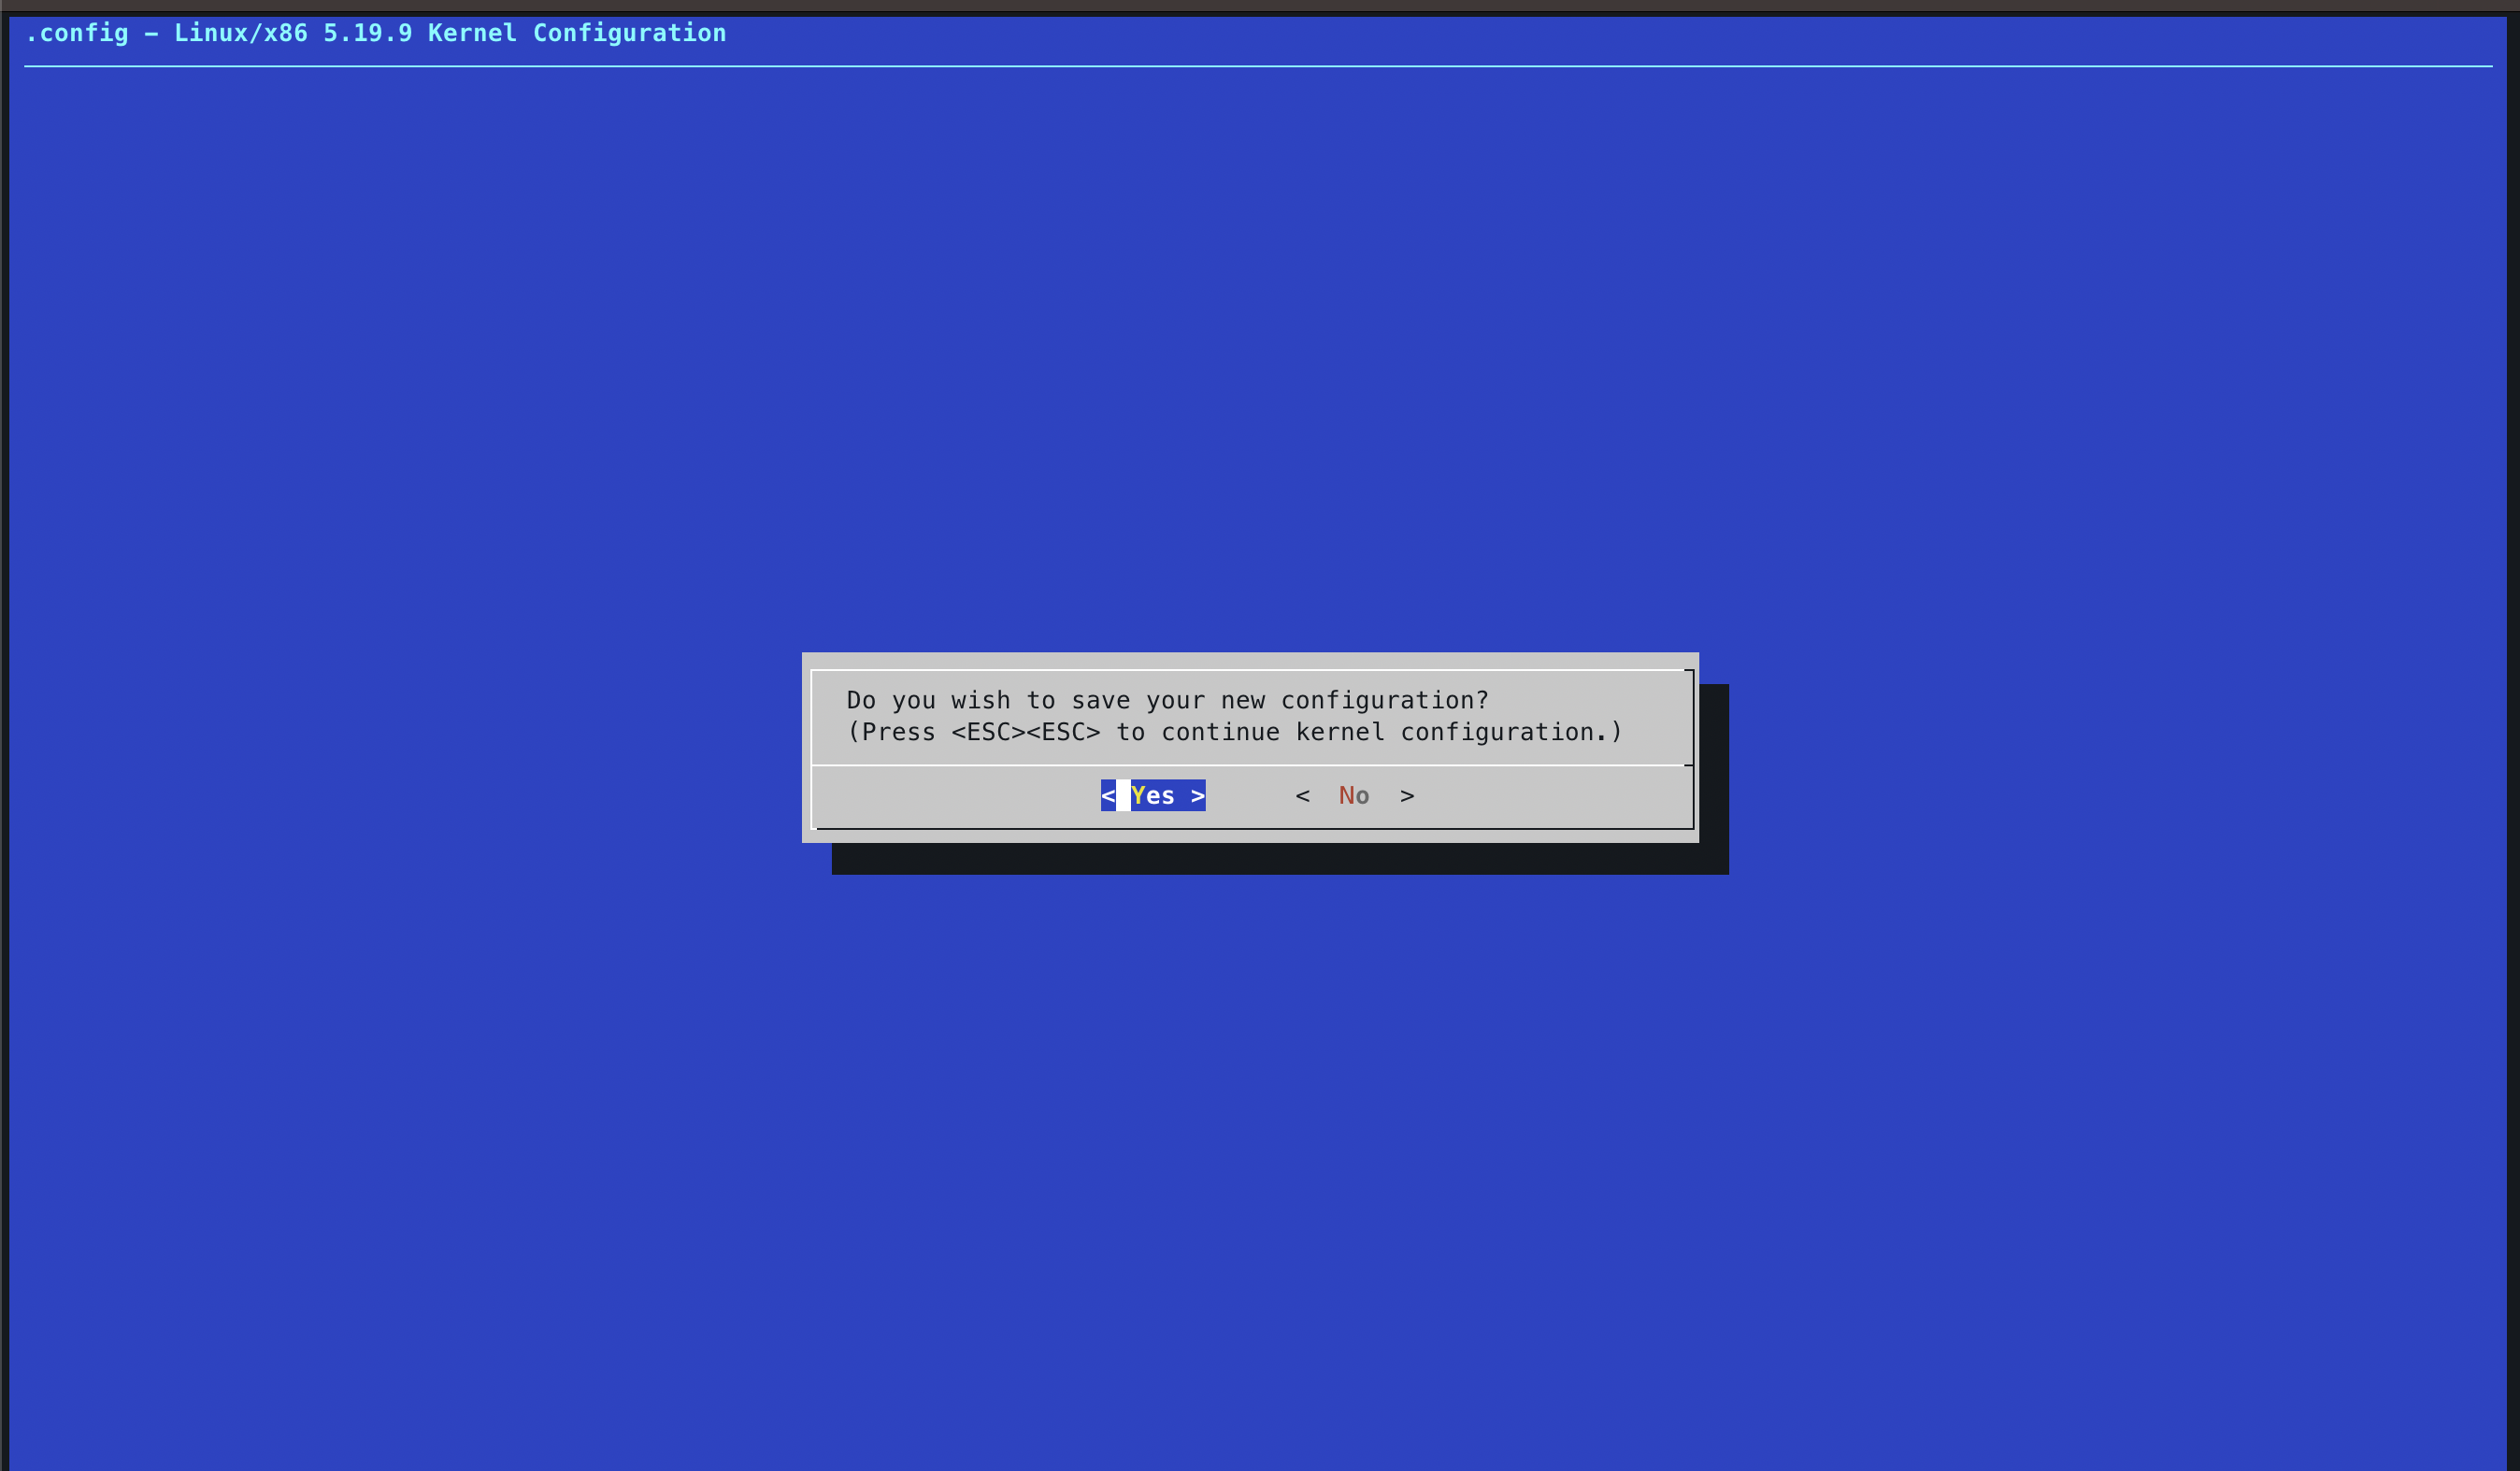 .config - Linux/x86 5.19.9 Kernel Configuration
Do you wish to save your new configuration?
(Press <ESC><ESC> to continue kernel configuration.)
< Yes >      <  No  >